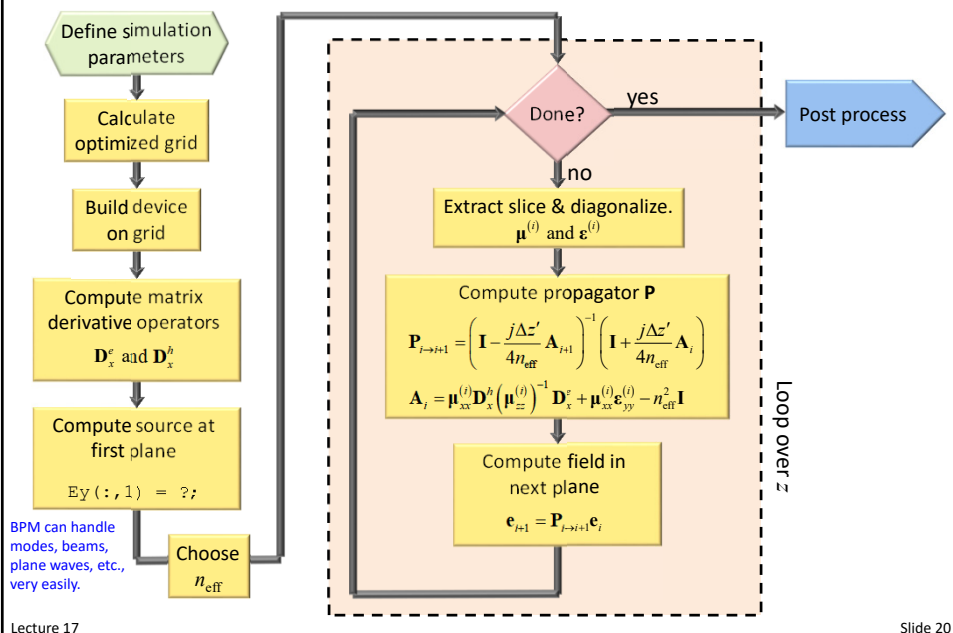 Define simulation
parameters
Calculate
optimized grid
Build device
on grid
Compute matrix
derivative operators
D_x^e and D_x^h
Compute source at
first plane
Ey(:,1) = ?;
BPM can handle
modes, beams,
plane waves, etc.,
very easily.
Choose
n_eff
Done?
yes
no
Post process
Extract slice & diagonalize.
μ^(i) and ε^(i)
Compute propagator P
P_{i→i+1} = (I − jΔz′/4n_eff A_{i+1})^{−1} (I + jΔz′/4n_eff A_i)
A_i = μ_xx^(i) D_x^h (μ_zz^(i))^{−1} D_x^e + μ_xx^(i) ε_yy^(i) − n_eff^2 I
Compute field in
next plane
e_{i+1} = P_{i→i+1} e_i
Loop over z
Lecture 17
Slide 20